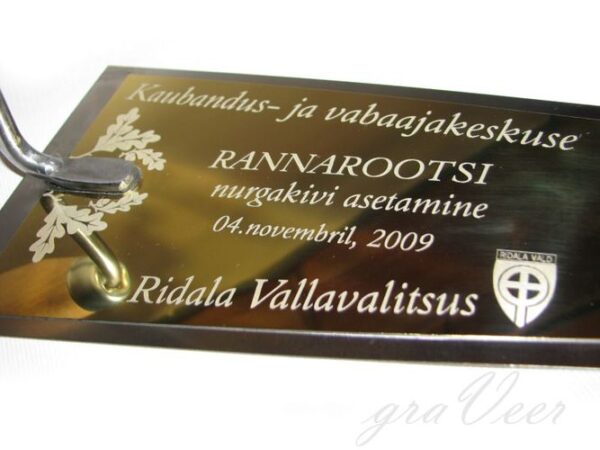 Kaubandus- ja vabaajakeskuse
RANNAROOTSI
nurgakivi asetamine
04.novembril, 2009
Ridala Vallavalitsus
RIDALA VALD
graVeer